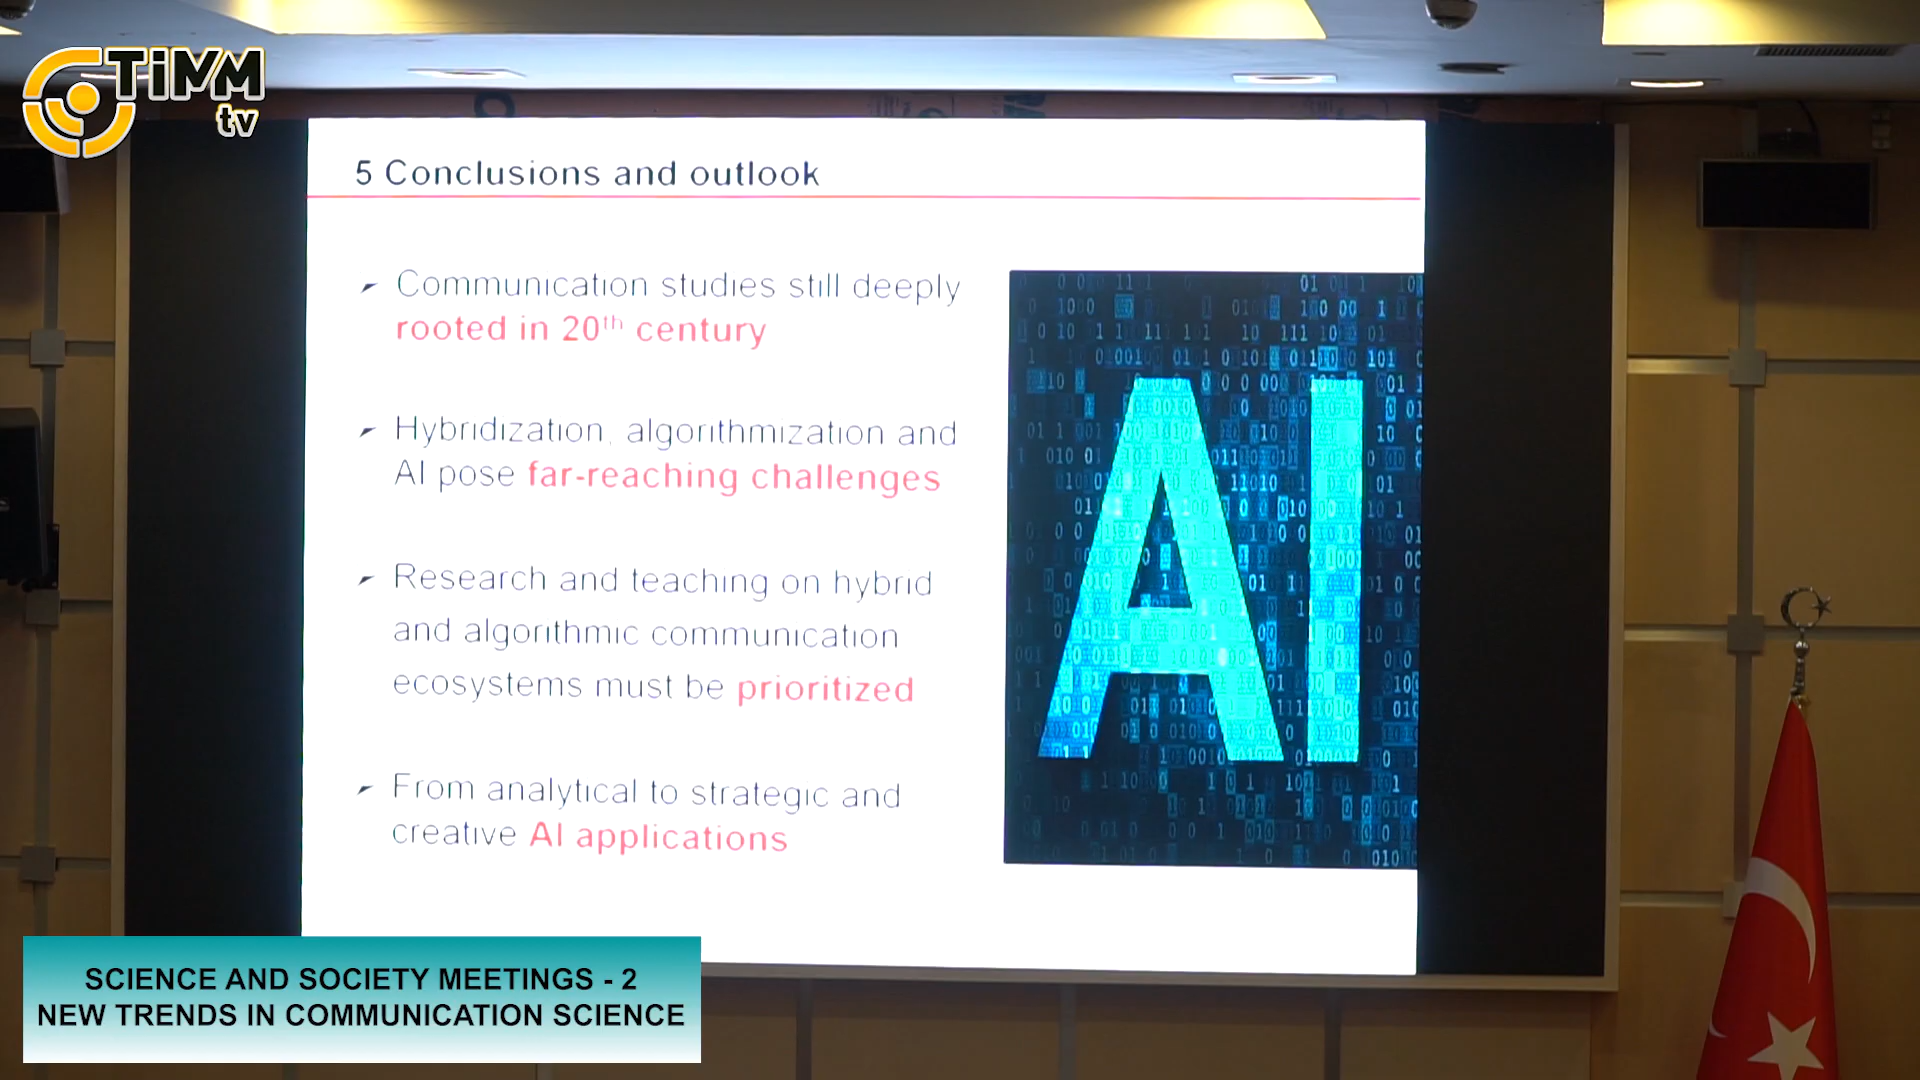 TiMM
tv
5 Conclusions and outlook
Communication studies still deeply
rooted in 20th century
Hybridization, algorithmization and
AI pose far-reaching challenges
Research and teaching on hybrid
and algorithmic communication
ecosystems must be prioritized
From analytical to strategic and
creative AI applications
AI
SCIENCE AND SOCIETY MEETINGS - 2
NEW TRENDS IN COMMUNICATION SCIENCE